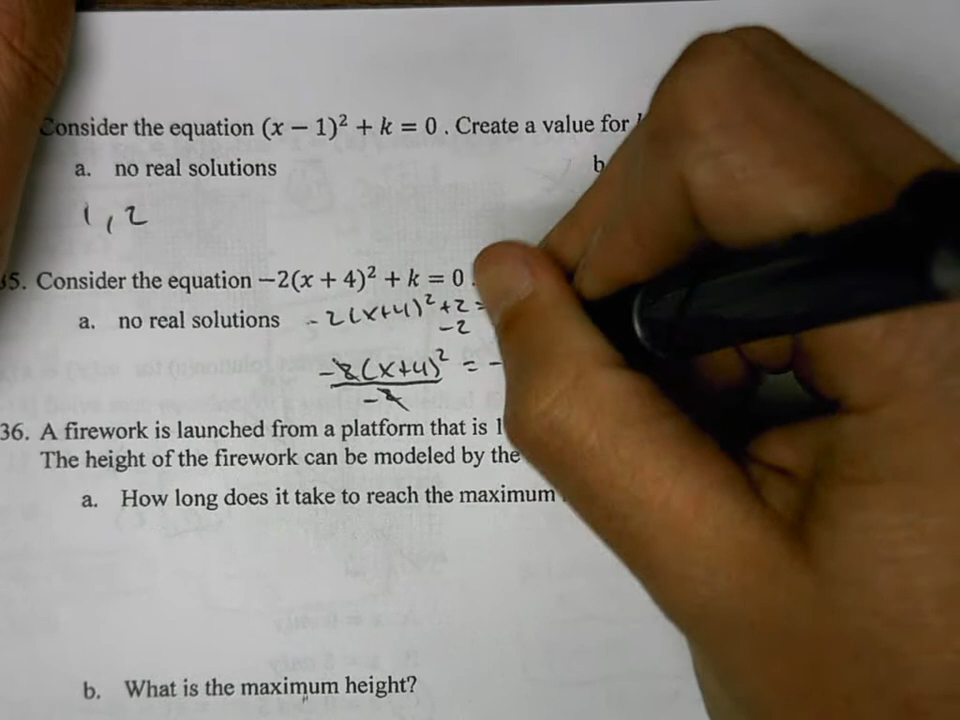 Consider the equation (x − 1)² + k = 0 . Create a value for
a. no real solutions b
1, 2
35. Consider the equation −2(x + 4)² + k = 0
a. no real solutions -2(x+4)²+2=
-2
-2(x+4)² = -
-2
36. A firework is launched from a platform that is 1
The height of the firework can be modeled by the
a. How long does it take to reach the maximum
b. What is the maximum height?